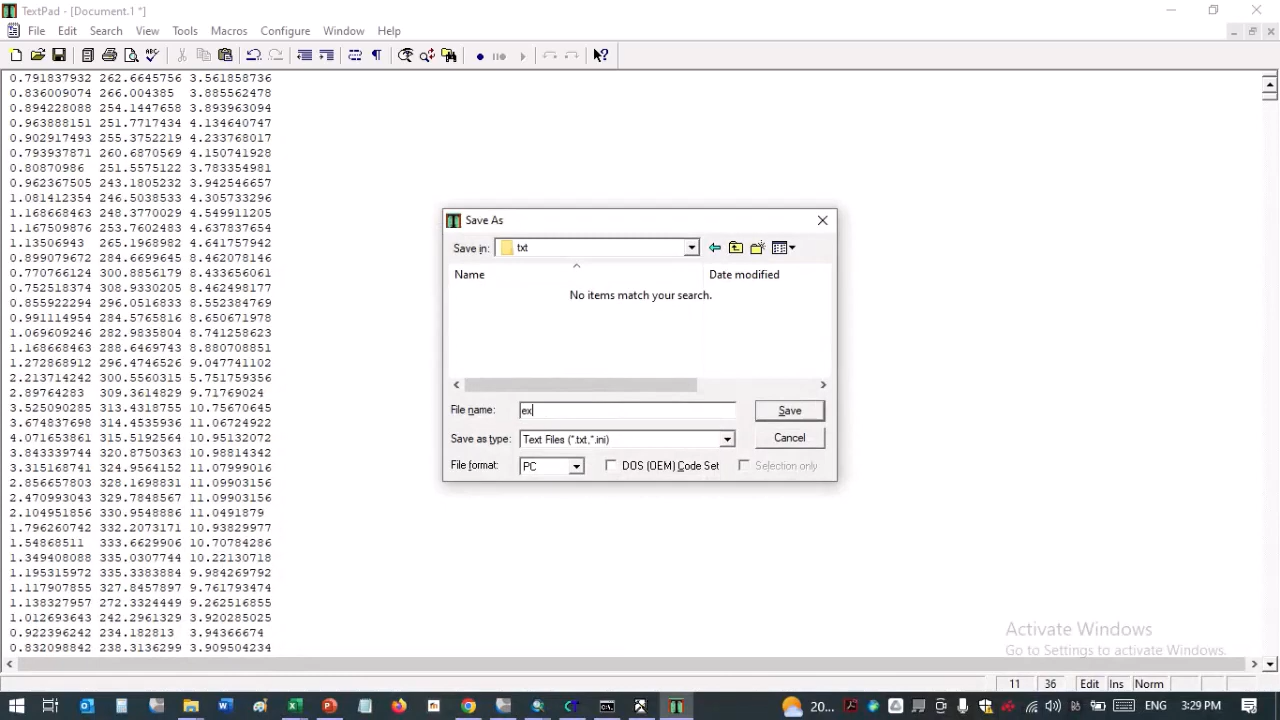 TextPad - [Document.1 *]
File Edit Search View Tools Macros Configure Window Help
0.791837932 262.6645756 3.561858736
0.836009074 266.004385 3.885562478
0.894228088 254.1447658 3.893963094
0.963888151 251.7717434 4.134640747
0.902917493 255.3752219 4.233768017
0.793937871 260.6870569 4.150741928
0.80870986 251.5575122 3.783354981
0.962367505 243.1805232 3.942546657
1.081412354 246.5038533 4.305733296
1.168668463 248.3770029 4.549911205
1.167509876 253.7602483 4.637837654
1.13506943 265.1968982 4.641757942
0.899079672 284.6699645 8.462078146
0.770766124 300.8856179 8.433656061
0.752518374 308.9330205 8.462498177
0.855922294 296.0516833 8.552384769
0.991114954 284.5765816 8.650671978
1.069609246 282.9835804 8.741258623
1.168668463 288.6469743 8.880708851
1.272868912 296.4746526 9.047741102
2.213714242 300.5560315 5.751759356
2.89764283 309.3614829 9.71769024
3.525090285 313.4318755 10.75670645
3.674837698 314.4535936 11.06724922
4.071653861 315.5192564 10.95132072
3.843339744 320.8750363 10.98814342
3.315168741 324.9564152 11.07999016
2.856657803 328.1698831 11.09903156
2.470993043 329.7848567 11.09903156
2.104951856 330.9548886 11.0491879
1.796260742 332.2073171 10.93829977
1.54868511 333.6629906 10.70784286
1.349408088 335.0307744 10.22130718
1.195315972 335.3383884 9.984269792
1.117907855 327.8457897 9.761793474
1.138327957 272.3324449 9.262516855
1.012693643 242.2961329 3.920285025
0.922396242 234.182813 3.94366674
0.832098842 238.3136299 3.909504234
Save As
Save in: txt
Name Date modified
No items match your search.
File name: ex Save
Save as type: Text Files (*.txt,*.ini) Cancel
File format: PC DOS (OEM) Code Set Selection only
Activate Windows
Go to Settings to activate Windows.
11 36 Edit Ins Norm
20... ENG 3:29 PM